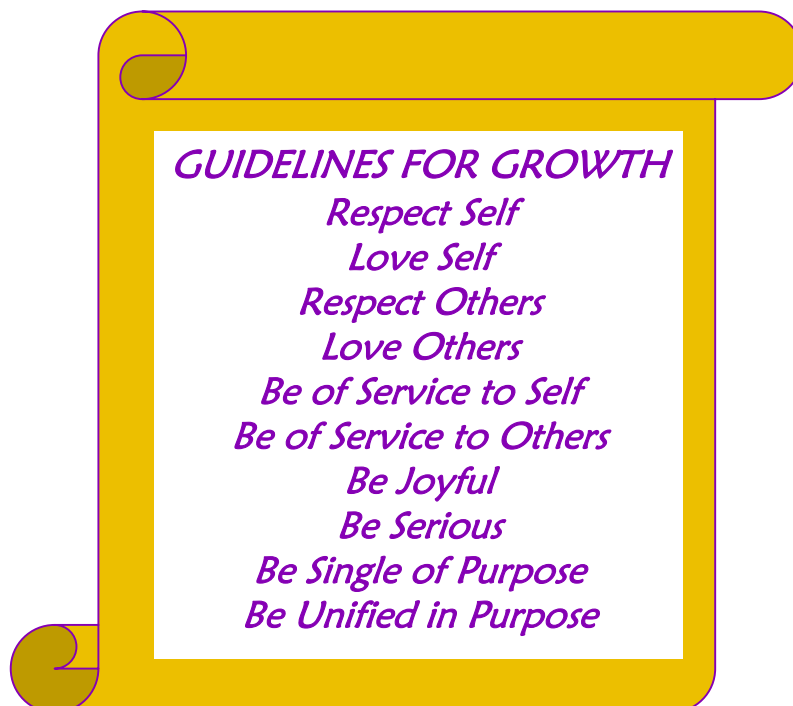 GUIDELINES FOR GROWTH
Respect Self
Love Self
Respect Others
Love Others
Be of Service to Self
Be of Service to Others
Be Joyful
Be Serious
Be Single of Purpose
Be Unified in Purpose